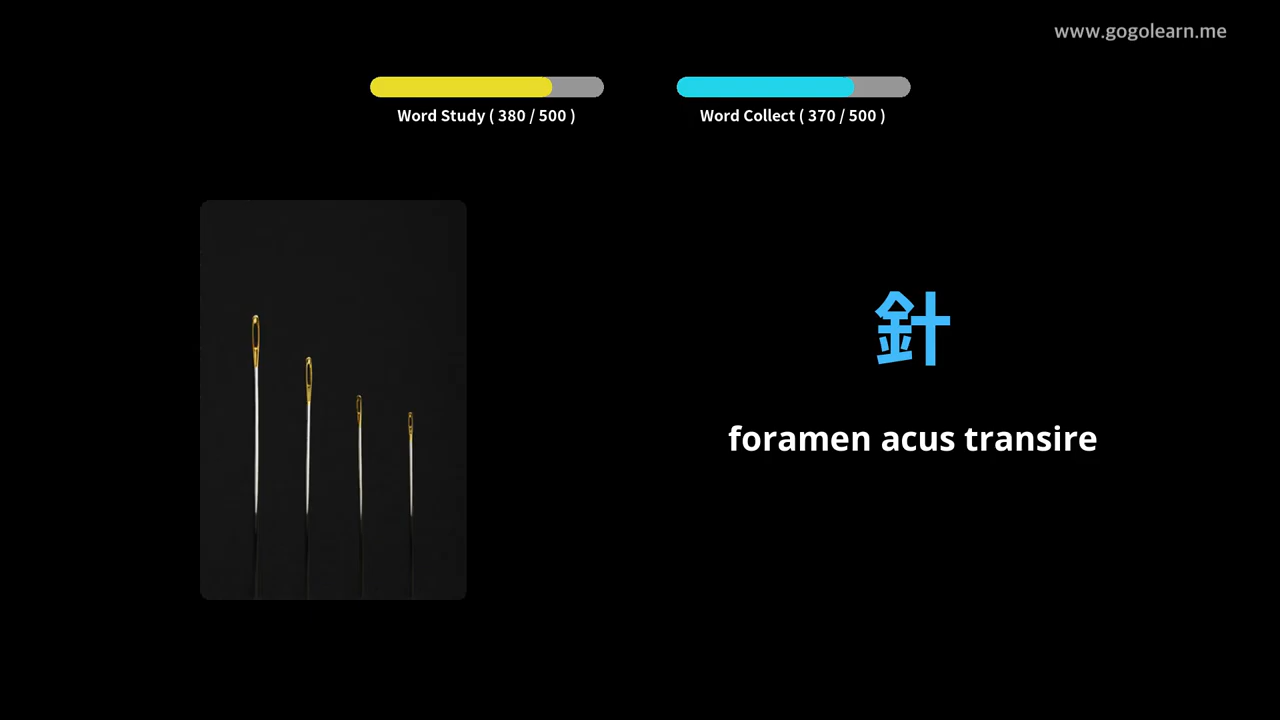 www.gogolearn.me
Word Study ( 380 / 500 )
Word Collect ( 370 / 500 )
針
foramen acus transire